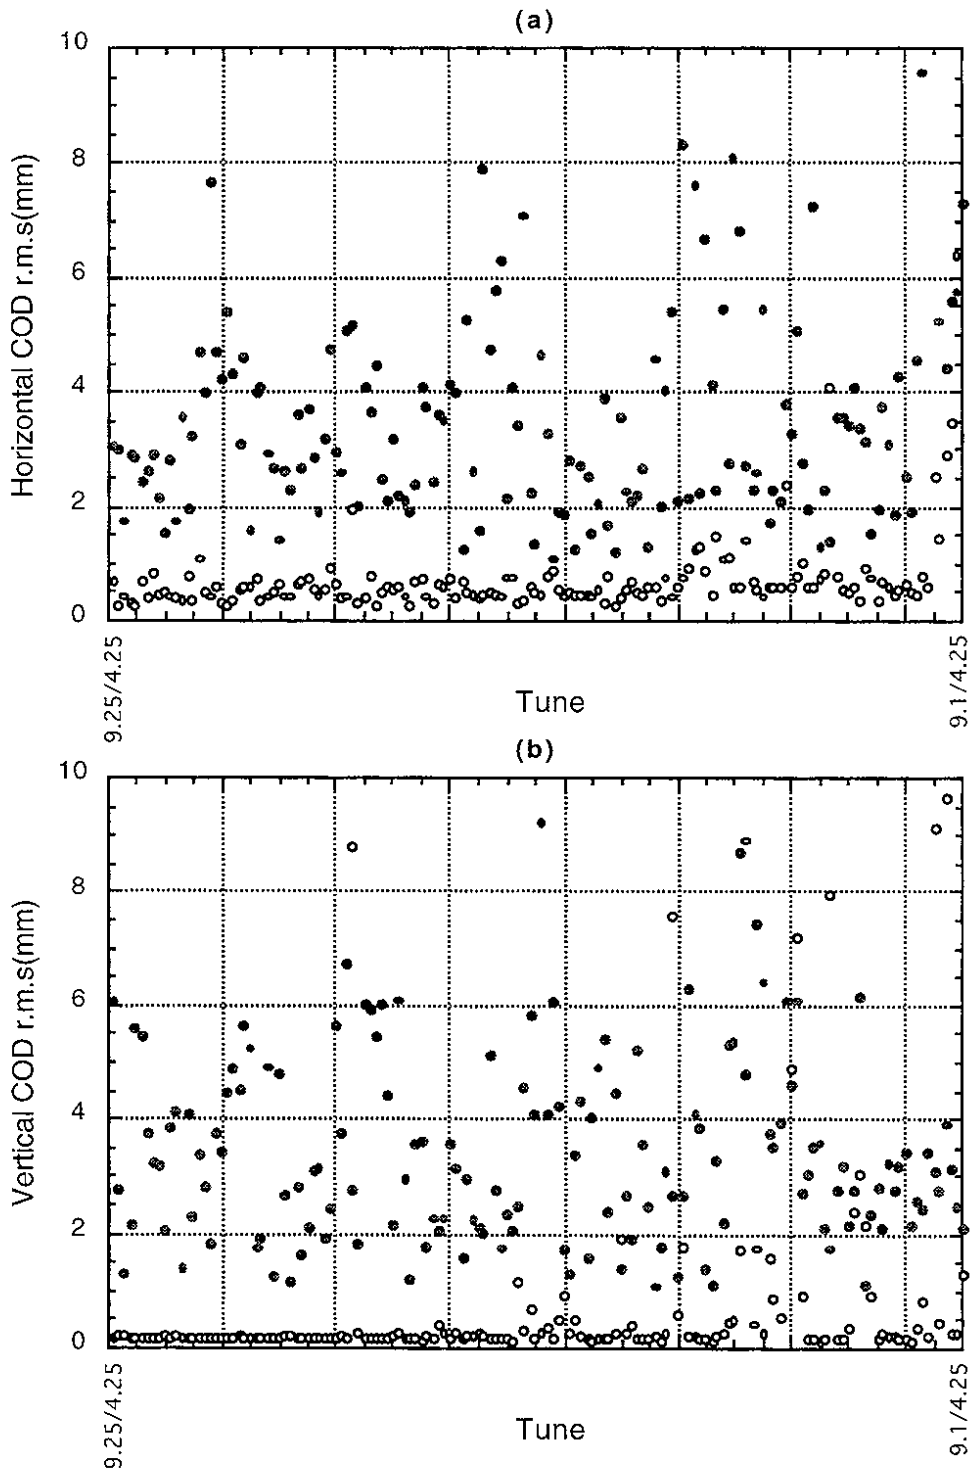 (a)
10
8
6
4
2
0
Horizontal COD r.m.s(mm)
9.25/4.25
9.1/4.25
Tune
(b)
10
8
6
4
2
0
Vertical COD r.m.s(mm)
9.25/4.25
9.1/4.25
Tune